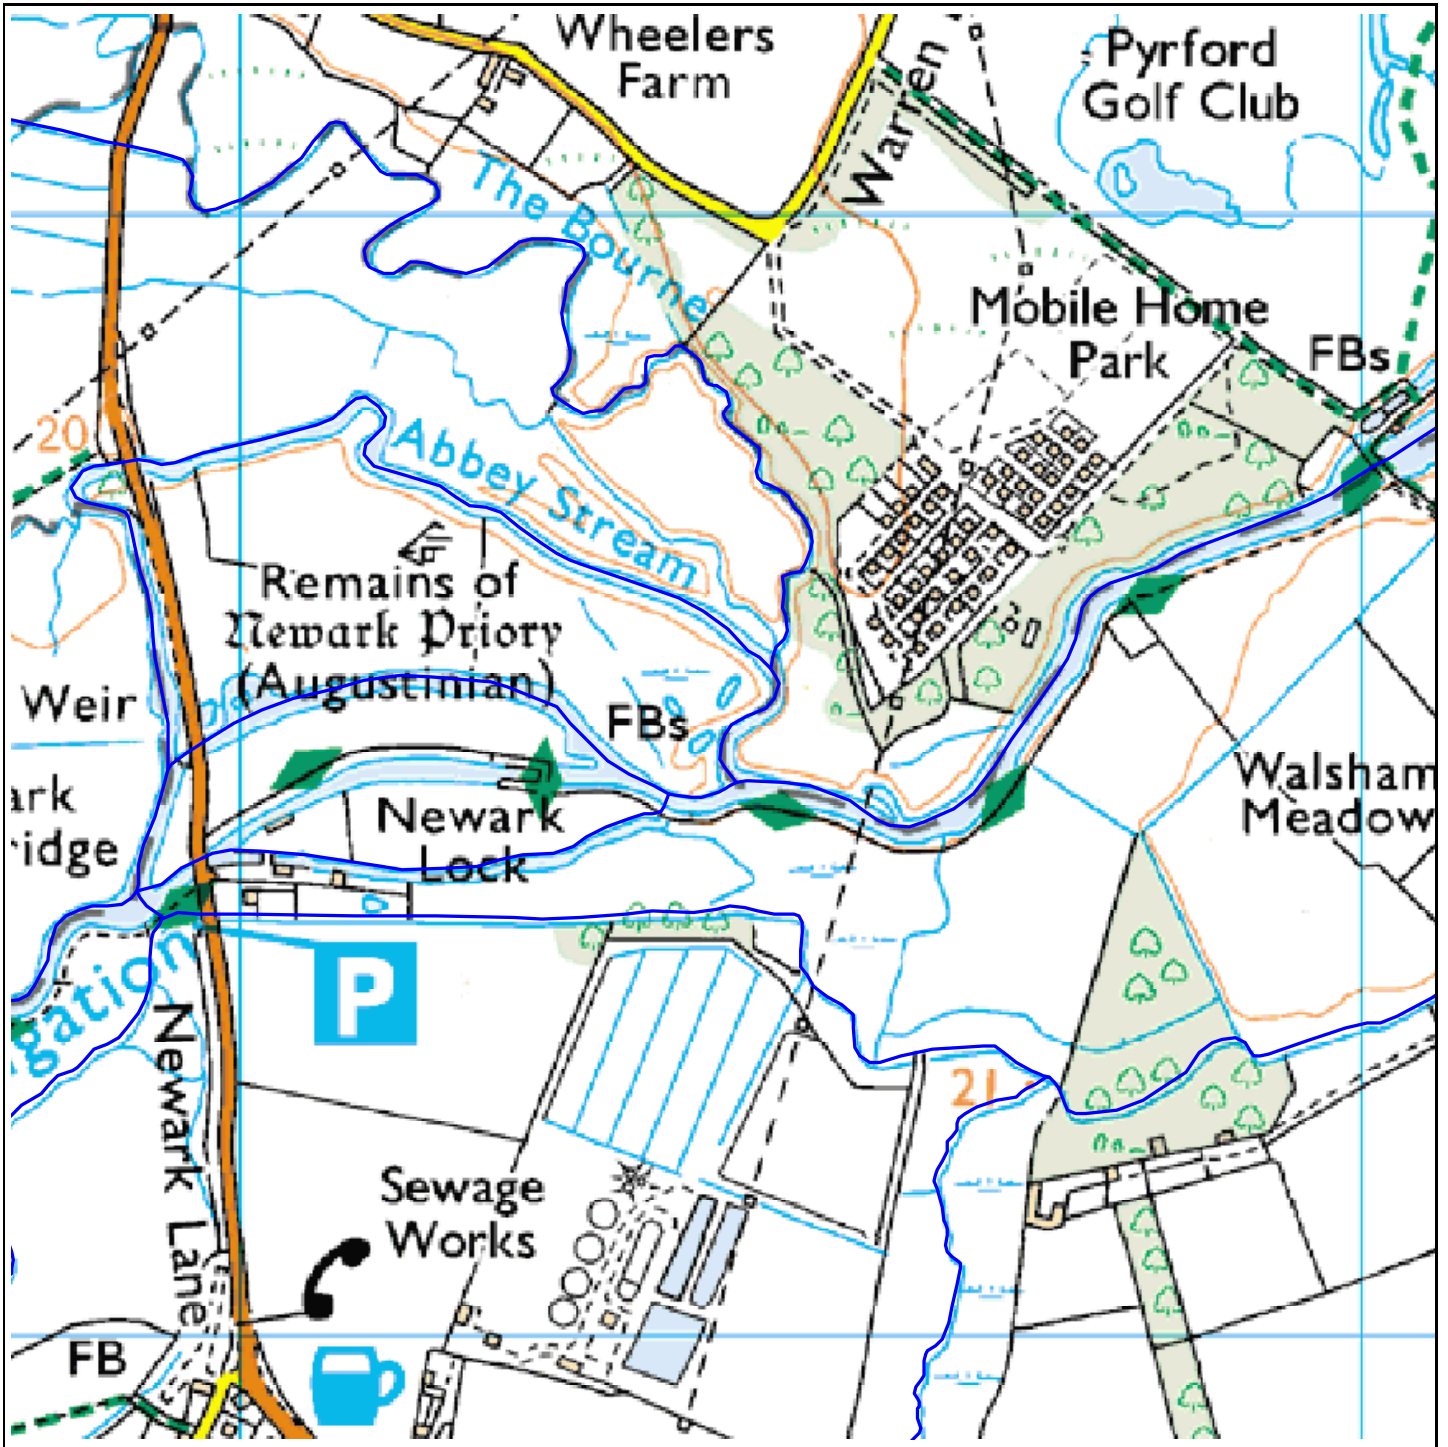 Wheelers
Farm
Warren
Pyrford
Golf Club
The Bourne
Mobile Home
Park
FBs
20
Abbey Stream
Remains of
Newark Priory
(Augustinian)
Weir
FBs
Walsham
Meadow
ark
ridge
Newark
Lock
gation
P
Newark Lane
21
Sewage
Works
FB